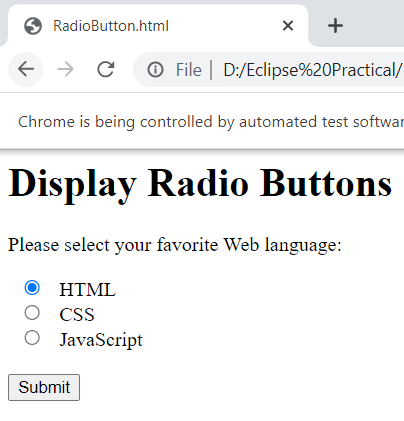 RadioButton.html
File | D:/Eclipse%20Practical/
Chrome is being controlled by automated test softwar
Display Radio Buttons
Please select your favorite Web language:
HTML
CSS
JavaScript
Submit